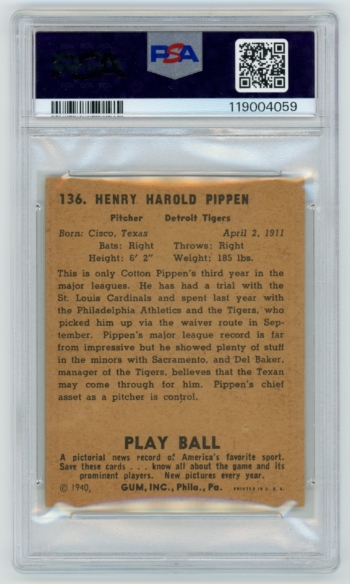 PSA
PSA
119004059
136. HENRY HAROLD PIPPEN
Pitcher Detroit Tigers
Born: Cisco, Texas April 2, 1911
Bats: Right Throws: Right
Height: 6' 2" Weight: 185 lbs.
This is only Cotton Pippen's third year in the
major leagues. He has had a trial with the
St. Louis Cardinals and spent last year with
the Philadelphia Athletics and the Tigers, who
picked him up via the waiver route in Sep-
tember. Pippen's major league record is far
from impressive but he showed plenty of stuff
in the minors with Sacramento, and Del Baker,
manager of the Tigers, believes that the Texan
may come through for him. Pippen's chief
asset as a pitcher is control.
PLAY BALL
A pictorial news record of America's favorite sport.
Save these cards . . . know all about the game and its
prominent players. New pictures every year.
© 1940, GUM, INC., Phila., Pa. PRINTED IN U. S. A.